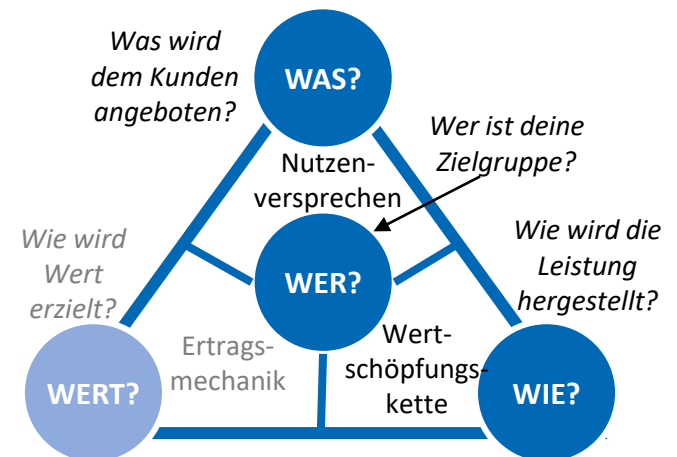 Was wird
dem Kunden
angeboten?
WAS?
Wer ist deine
Zielgruppe?
Nutzen-
versprechen
Wie wird
Wert
erzielt?
WER?
Wie wird die
Leistung
hergestellt?
Ertrags-
mechanik
Wert-
schöpfungs-
kette
WERT?
WIE?